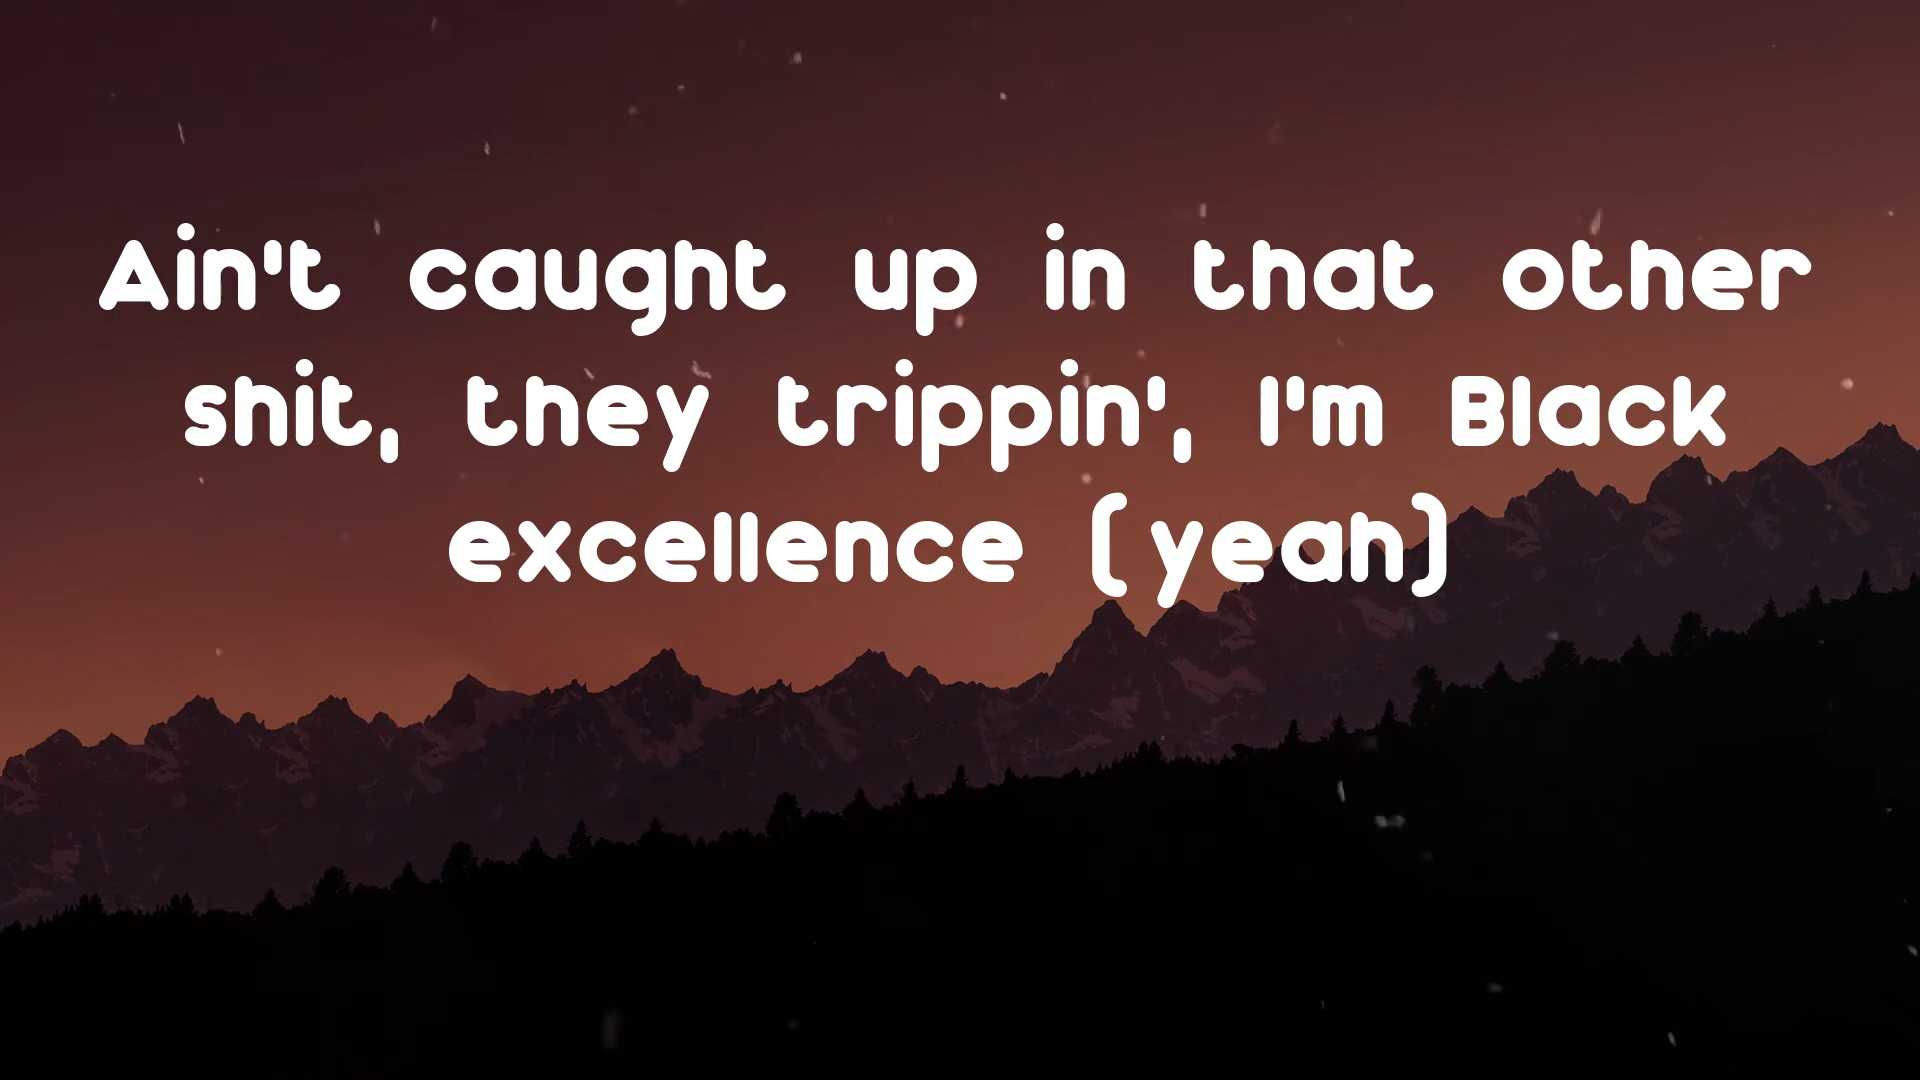 Ain't caught up in that other
shit, they trippin', I'm Black
excellence (yeah)